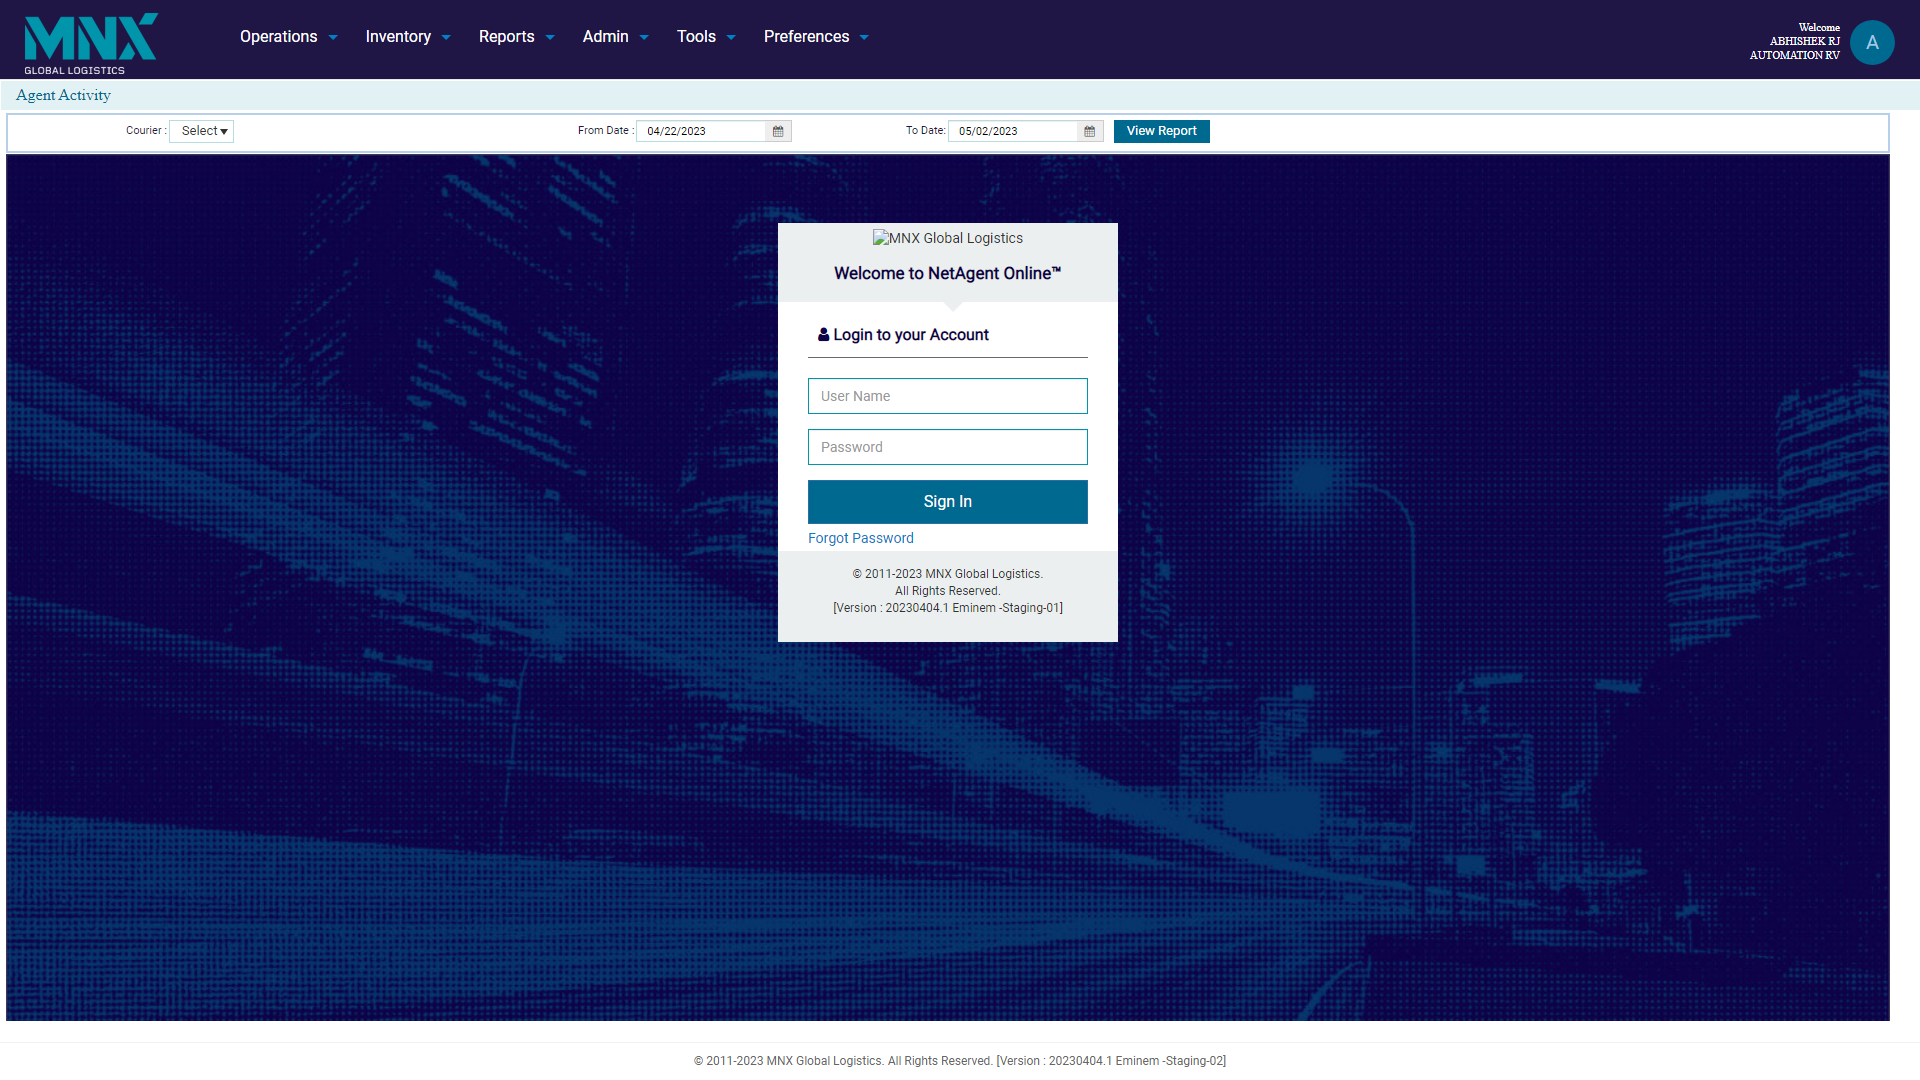 MNX
GLOBAL LOGISTICS
Operations Inventory Reports Admin Tools Preferences
Welcome
ABHISHEK RJ
AUTOMATION RV
A
Agent Activity
Courier : Select From Date : 04/22/2023 To Date: 05/02/2023 View Report
MNX Global Logistics
Welcome to NetAgent Online™
Login to your Account
User Name
Password
Sign In
Forgot Password
© 2011-2023 MNX Global Logistics.
All Rights Reserved.
[Version : 20230404.1 Eminem -Staging-01]
© 2011-2023 MNX Global Logistics. All Rights Reserved. [Version : 20230404.1 Eminem -Staging-02]